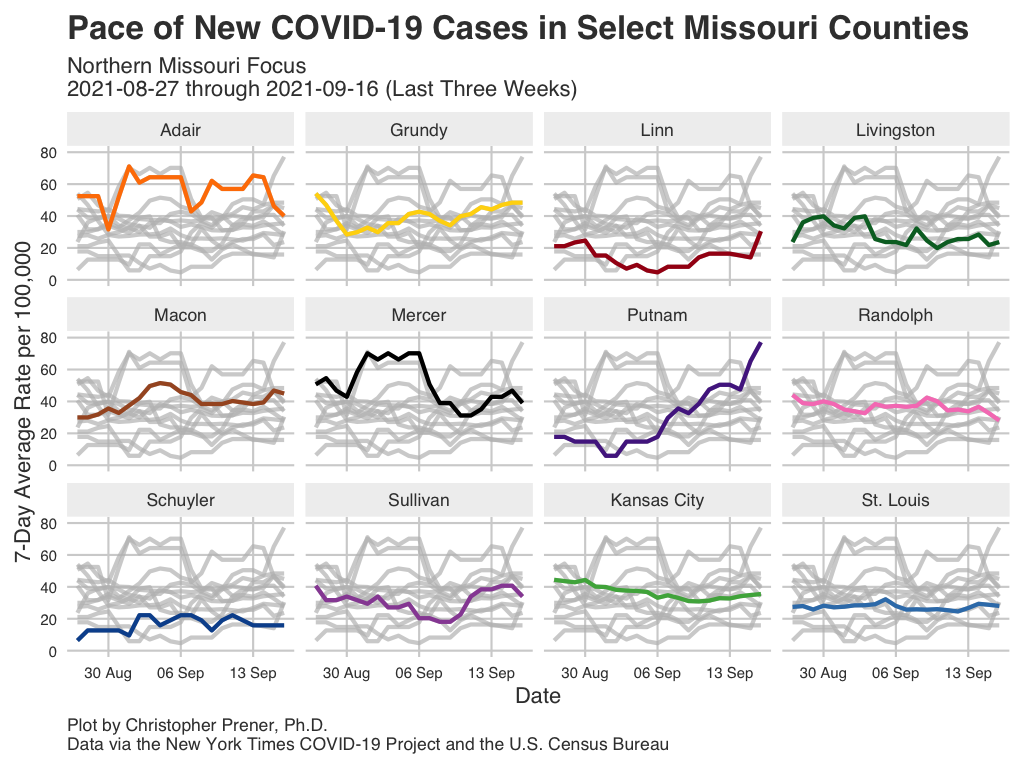 Pace of New COVID-19 Cases in Select Missouri Counties
Northern Missouri Focus
2021-08-27 through 2021-09-16 (Last Three Weeks)
7-Day Average Rate per 100,000
Adair
Grundy
Linn
Livingston
80
60
40
20
0
Macon
Mercer
Putnam
Randolph
80
60
40
20
0
Schuyler
Sullivan
Kansas City
St. Louis
80
60
40
20
0
30 Aug 06 Sep 13 Sep
30 Aug 06 Sep 13 Sep
30 Aug 06 Sep 13 Sep
30 Aug 06 Sep 13 Sep
Date
Plot by Christopher Prener, Ph.D.
Data via the New York Times COVID-19 Project and the U.S. Census Bureau